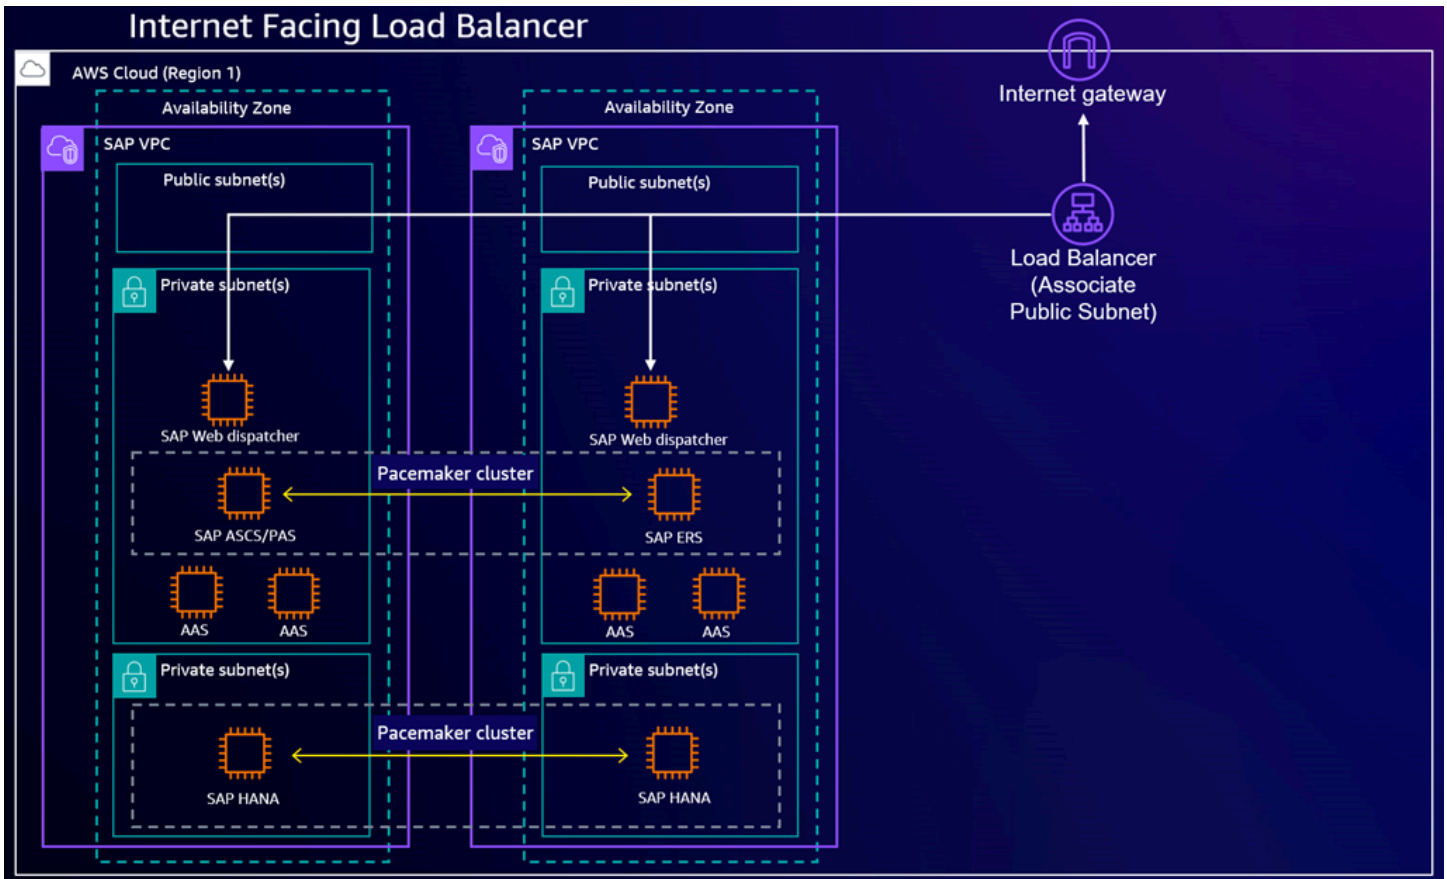 Internet Facing Load Balancer
AWS Cloud (Region 1)
Internet gateway
Availability Zone
Availability Zone
SAP VPC
SAP VPC
Public subnet(s)
Public subnet(s)
Load Balancer
(Associate
Public Subnet)
Private subnet(s)
Private subnet(s)
SAP Web dispatcher
SAP Web dispatcher
Pacemaker cluster
SAP ASCS/PAS
SAP ERS
AAS
AAS
AAS
AAS
Private subnet(s)
Private subnet(s)
Pacemaker cluster
SAP HANA
SAP HANA